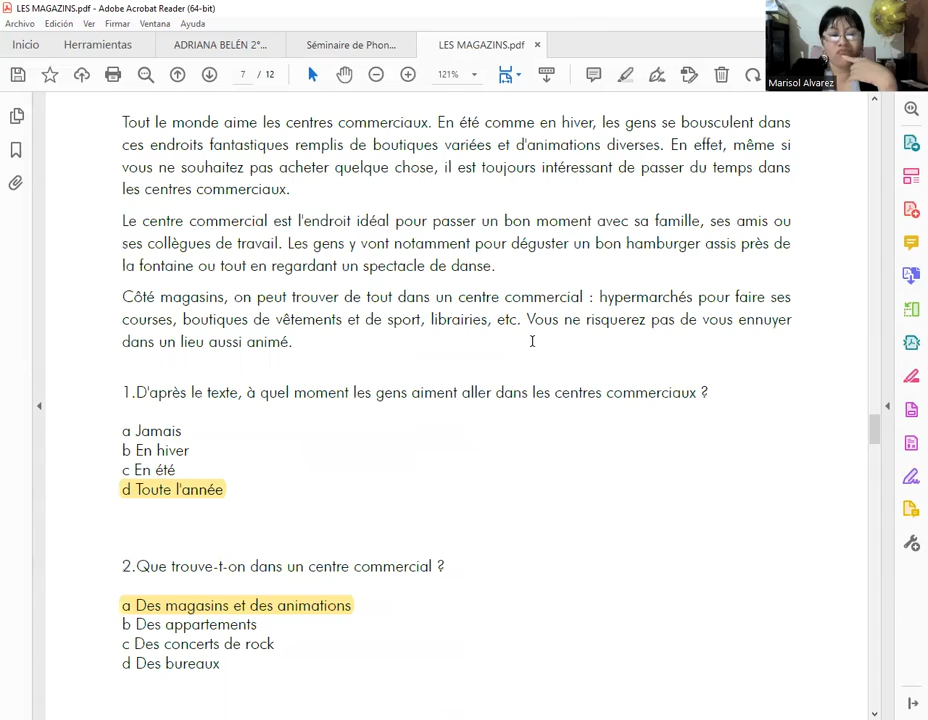 LES MAGAZINS.pdf - Adobe Acrobat Reader (64-bit)
Archivo Edición Ver Firmar Ventana Ayuda
Inicio Herramientas ADRIANA BELÉN 2°... Séminaire de Phon... LES MAGAZINS.pdf ×
7 / 12 121%
Marisol Alvarez
Tout le monde aime les centres commerciaux. En été comme en hiver, les gens se bousculent dans
ces endroits fantastiques remplis de boutiques variées et d'animations diverses. En effet, même si
vous ne souhaitez pas acheter quelque chose, il est toujours intéressant de passer du temps dans
les centres commerciaux.
Le centre commercial est l'endroit idéal pour passer un bon moment avec sa famille, ses amis ou
ses collègues de travail. Les gens y vont notamment pour déguster un bon hamburger assis près de
la fontaine ou tout en regardant un spectacle de danse.
Côté magasins, on peut trouver de tout dans un centre commercial : hypermarchés pour faire ses
courses, boutiques de vêtements et de sport, librairies, etc. Vous ne risquerez pas de vous ennuyer
dans un lieu aussi animé.
1.D'après le texte, à quel moment les gens aiment aller dans les centres commerciaux ?
a Jamais
b En hiver
c En été
d Toute l'année
2.Que trouve-t-on dans un centre commercial ?
a Des magasins et des animations
b Des appartements
c Des concerts de rock
d Des bureaux